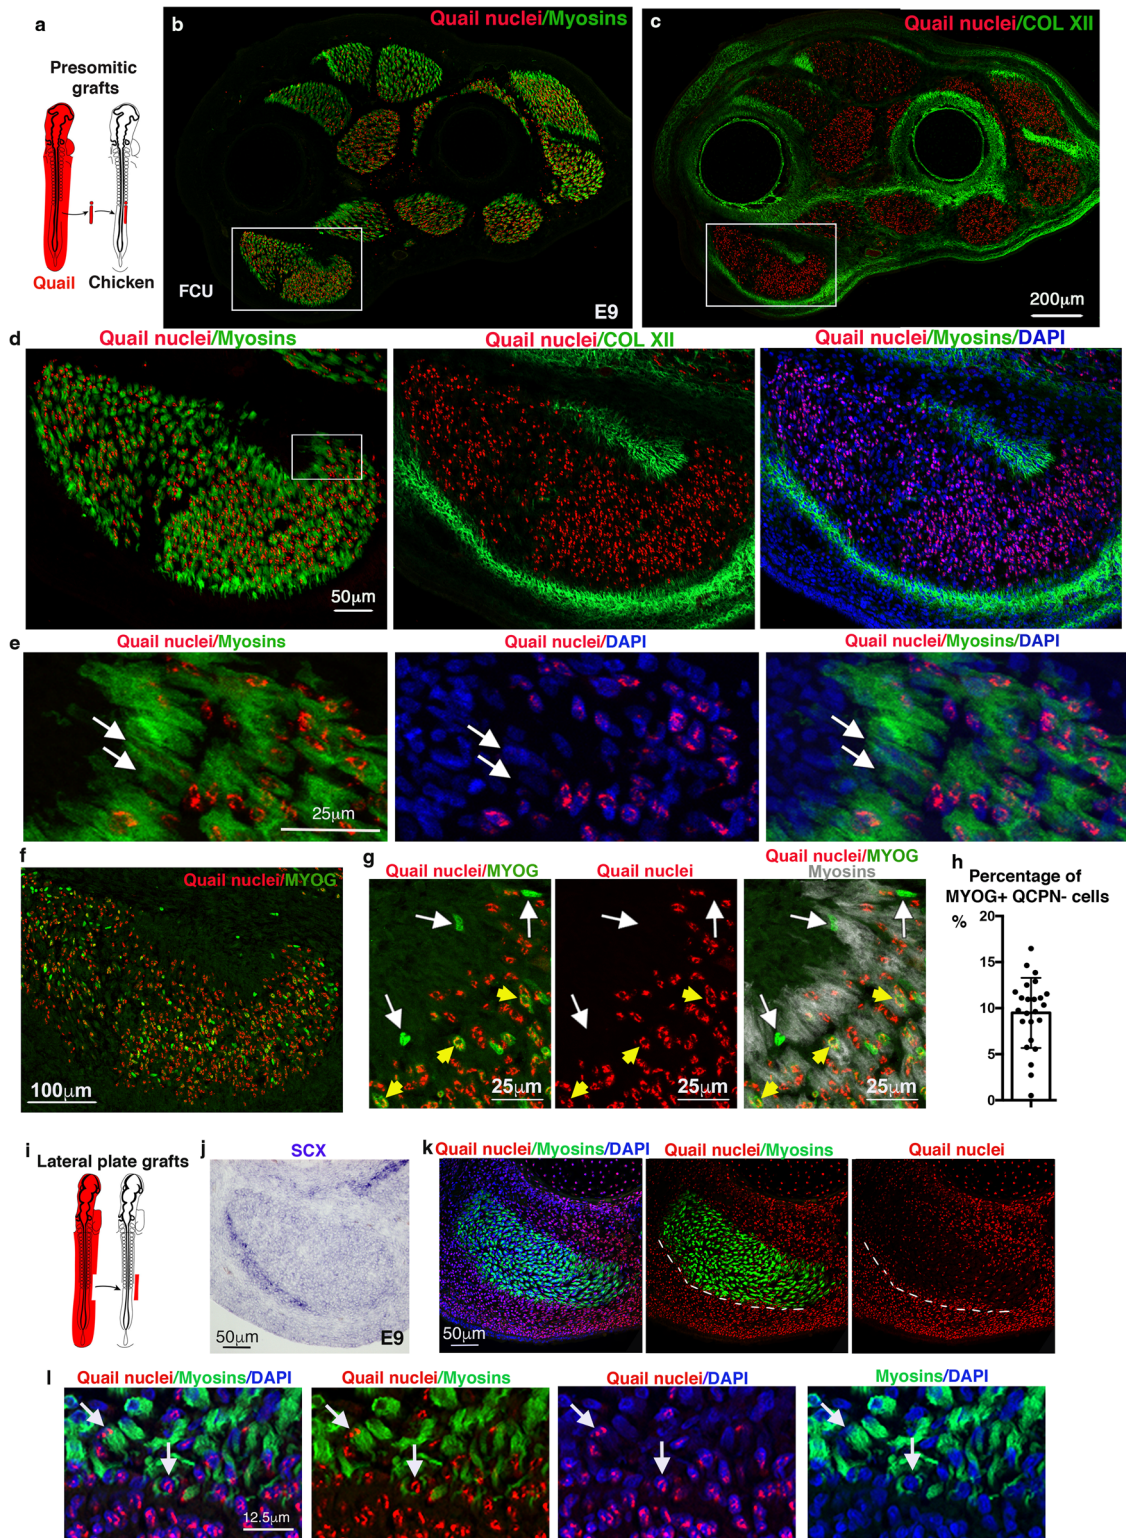 a
Presomitic
grafts
Quail
Chicken
b
Quail nuclei/Myosins
FCU
E9
c
Quail nuclei/COL XII
200µm
d
Quail nuclei/Myosins
50µm
Quail nuclei/COL XII
Quail nuclei/Myosins/DAPI
e
Quail nuclei/Myosins
25µm
Quail nuclei/DAPI
Quail nuclei/Myosins/DAPI
f
Quail nuclei/MYOG
100µm
g
Quail nuclei/MYOG
25µm
Quail nuclei
25µm
Quail nuclei/MYOG
Myosins
25µm
h
Percentage of
MYOG+ QCPN- cells
%
20
15
10
5
0
i
Lateral plate grafts
j
SCX
50µm
E9
k
Quail nuclei/Myosins/DAPI
50µm
Quail nuclei/Myosins
Quail nuclei
l
Quail nuclei/Myosins/DAPI
12.5µm
Quail nuclei/Myosins
Quail nuclei/DAPI
Myosins/DAPI